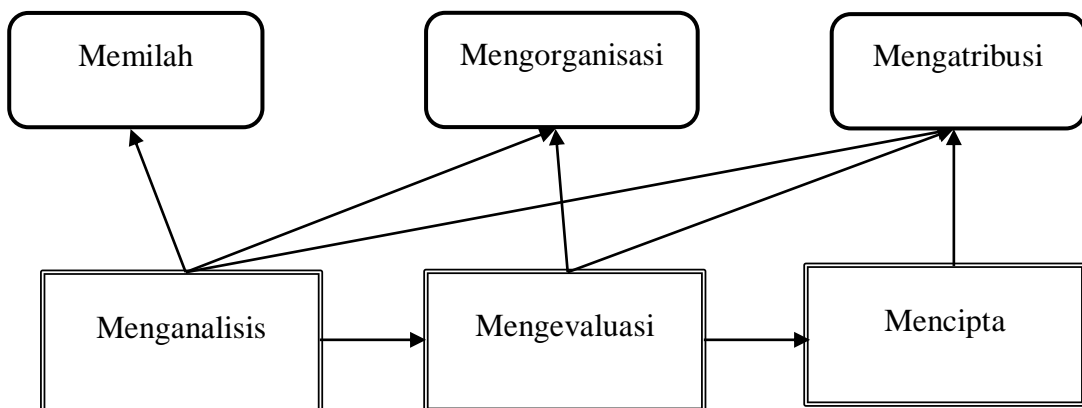 Memilah
Mengorganisasi
Mengatribusi
Menganalisis
Mengevaluasi
Mencipta